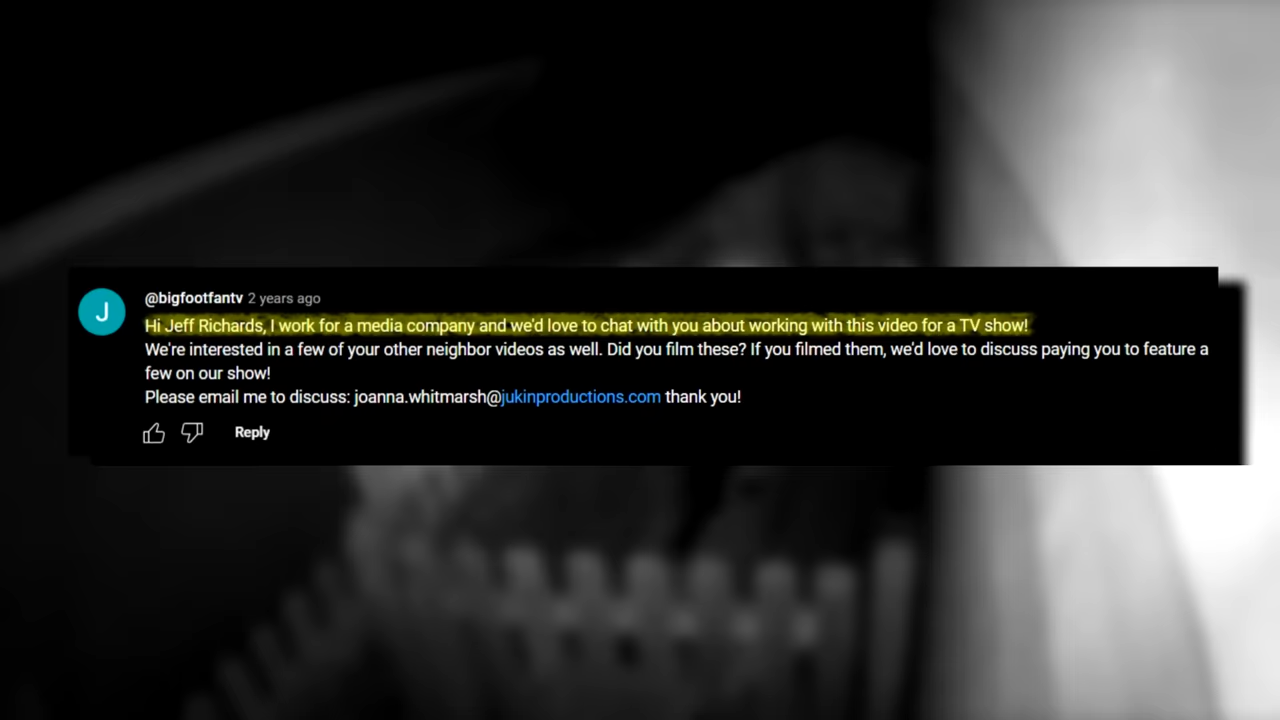 J
@bigfootfantv 2 years ago
Hi Jeff Richards, I work for a media company and we'd love to chat with you about working with this video for a TV show!
We're interested in a few of your other neighbor videos as well. Did you film these? If you filmed them, we'd love to discuss paying you to feature a
few on our show!
Please email me to discuss: joanna.whitmarsh@jukinproductions.com thank you!
Reply